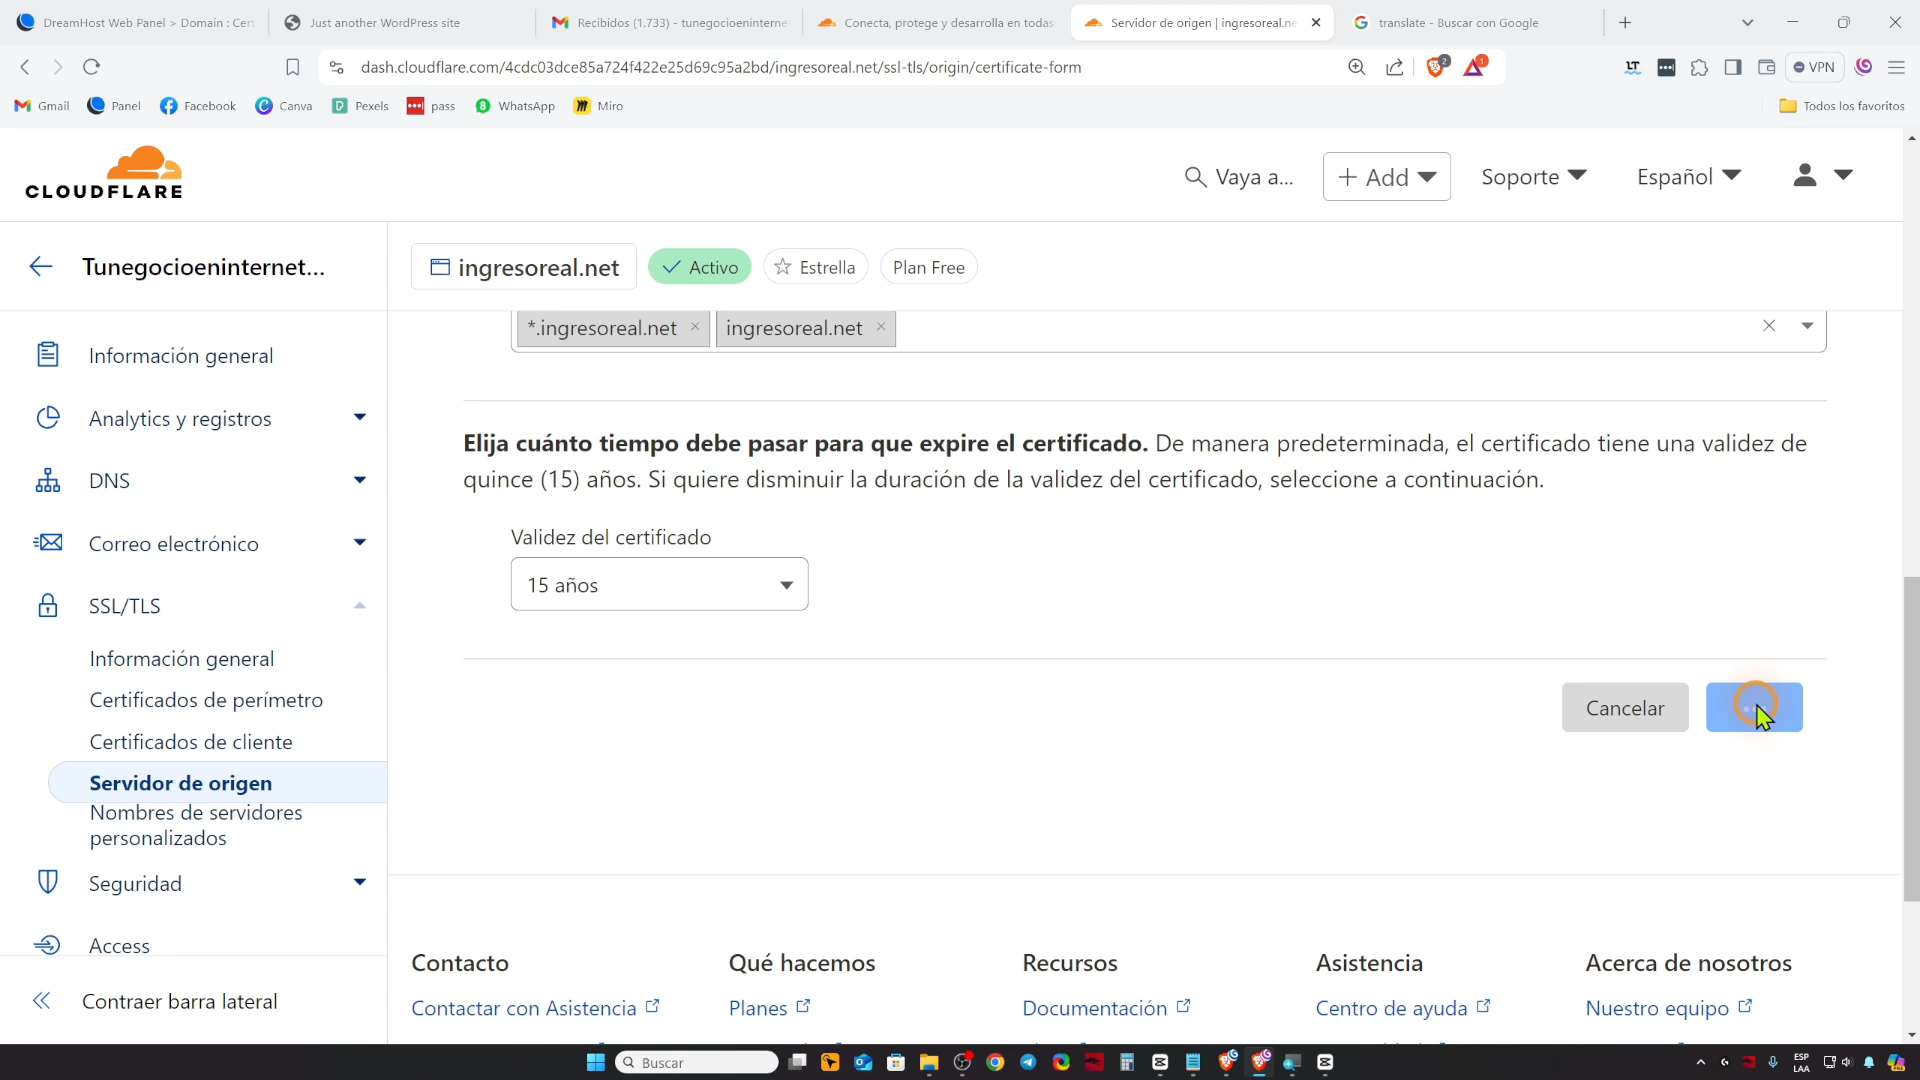 DreamHost Web Panel > Domain : Cer
Just another WordPress site
Recibidos (1.733) - tunegocioeninterne
Conecta, protege y desarrolla en todas
Servidor de origen | ingresoreal.ne
translate - Buscar con Google
dash.cloudflare.com/4cdc03dce85a724f422e25d69c95a2bd/ingresoreal.net/ssl-tls/origin/certificate-form
2
1
LT
VPN
Gmail
Panel
Facebook
Canva
Pexels
pass
WhatsApp
Miro
Todos los favoritos
CLOUDFLARE
Vaya a...
+ Add
Soporte
Español
Tunegocioeninternet...
ingresoreal.net
Activo
Estrella
Plan Free
Información general
Analytics y registros
DNS
Correo electrónico
SSL/TLS
Información general
Certificados de perímetro
Certificados de cliente
Servidor de origen
Nombres de servidores
personalizados
Seguridad
Access
Contraer barra lateral
*.ingresoreal.net × ingresoreal.net ×
Elija cuánto tiempo debe pasar para que expire el certificado. De manera predeterminada, el certificado tiene una validez de
quince (15) años. Si quiere disminuir la duración de la validez del certificado, seleccione a continuación.
Validez del certificado
15 años
Cancelar
Contacto
Qué hacemos
Recursos
Asistencia
Acerca de nosotros
Contactar con Asistencia
Planes
Documentación
Centro de ayuda
Nuestro equipo
Buscar
ESP
LAA